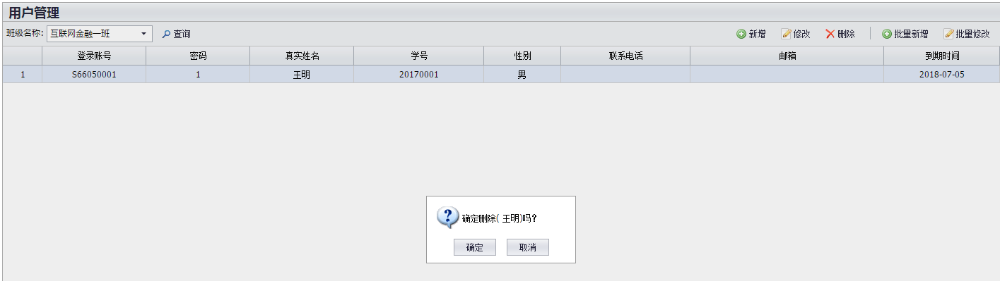 用户管理
班级名称: 互联网金融一班 查询 新增 修改 删除 批量新增 批量修改
登录账号 密码 真实姓名 学号 性别 联系电话 邮箱 到期时间
1 S66050001 1 王明 20170001 男 2018-07-05
确定删除( 王明)吗?
确定 取消